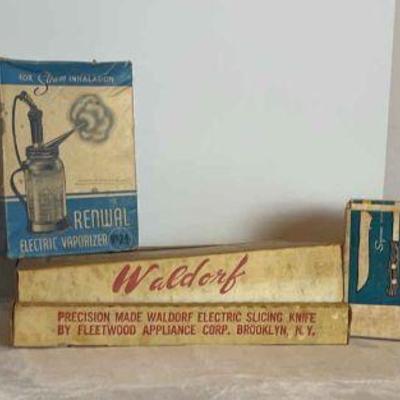 FOR Steam INHALATION
RENWAL
ELECTRIC VAPORIZER
Waldorf
PRECISION MADE WALDORF ELECTRIC SLICING KNIFE
BY FLEETWOOD APPLIANCE CORP. BROOKLYN, N.Y.